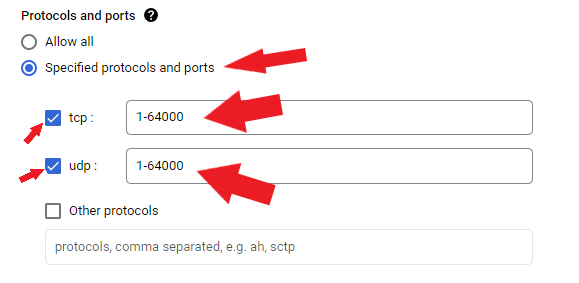 Protocols and ports ?
Allow all
Specified protocols and ports
tcp : 1-64000
udp : 1-64000
Other protocols
protocols, comma separated, e.g. ah, sctp